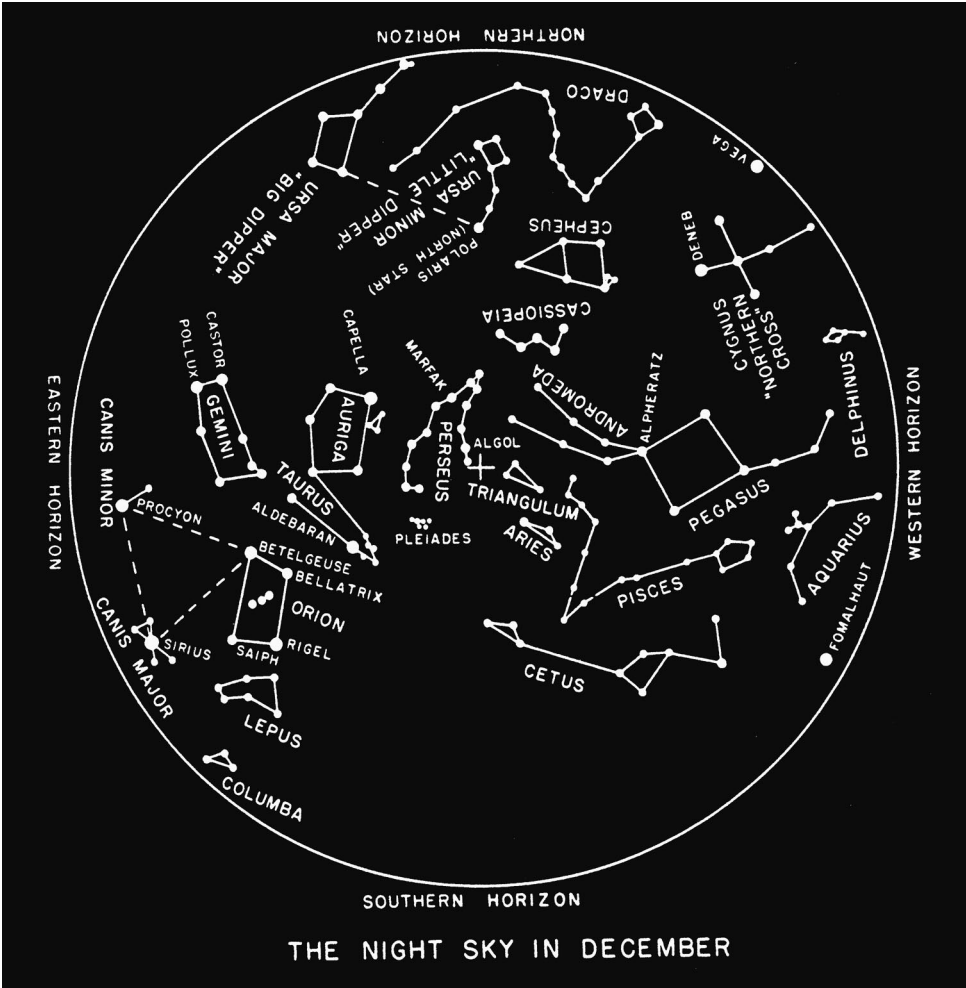 NORTHERN HORIZON
DRACO
VEGA
URSA MAJOR
"BIG DIPPER"
URSA MINOR
"LITTLE DIPPER"
POLARIS
(NORTH STAR)
CEPHEUS
DENEB
CYGNUS
"NORTHERN
CROSS"
CASSIOPEIA
CASTOR
POLLUX
GEMINI
CAPELLA
AURIGA
MARFAK
PERSEUS
ALGOL
ANDROMEDA
ALPHERATZ
DELPHINUS
EASTERN HORIZON
WESTERN HORIZON
CANIS MINOR
PROCYON
TAURUS
ALDEBARAN
PLEIADES
TRIANGULUM
ARIES
PEGASUS
AQUARIUS
BETELGEUSE
BELLATRIX
ORION
PISCES
FOMALHAUT
CANIS MAJOR
SIRIUS
SAIPH
RIGEL
CETUS
LEPUS
COLUMBA
SOUTHERN HORIZON
THE NIGHT SKY IN DECEMBER